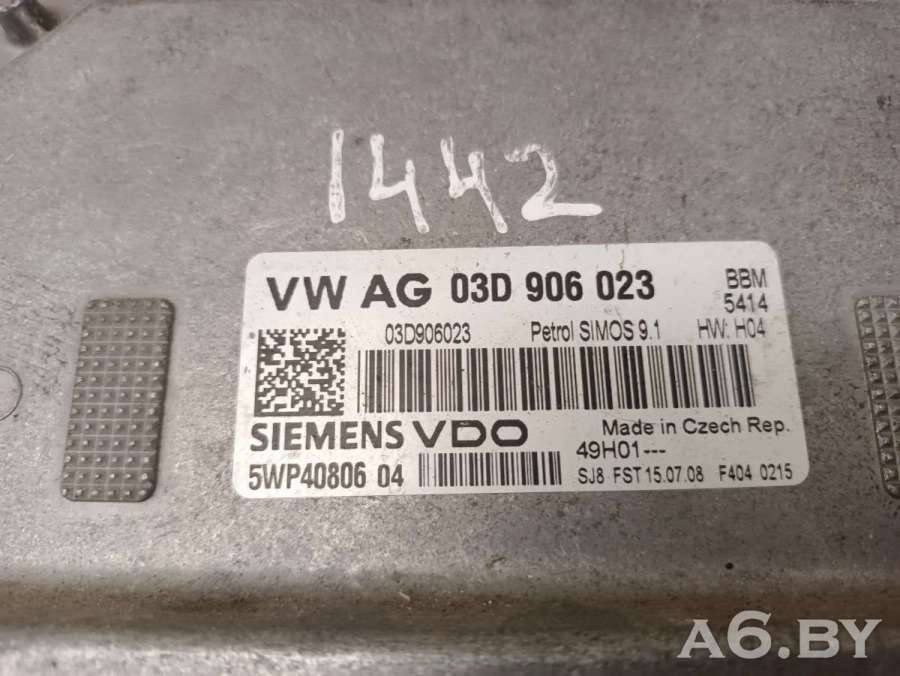 1442
VW AG 03D 906 023 BBM
5414
03D906023 Petrol SIMOS 9.1 HW: H04
SIEMENS VDO Made in Czech Rep.
49H01---
5WP40806 04 SJ8 FST 15.07.08 F404 0215
A6.BY